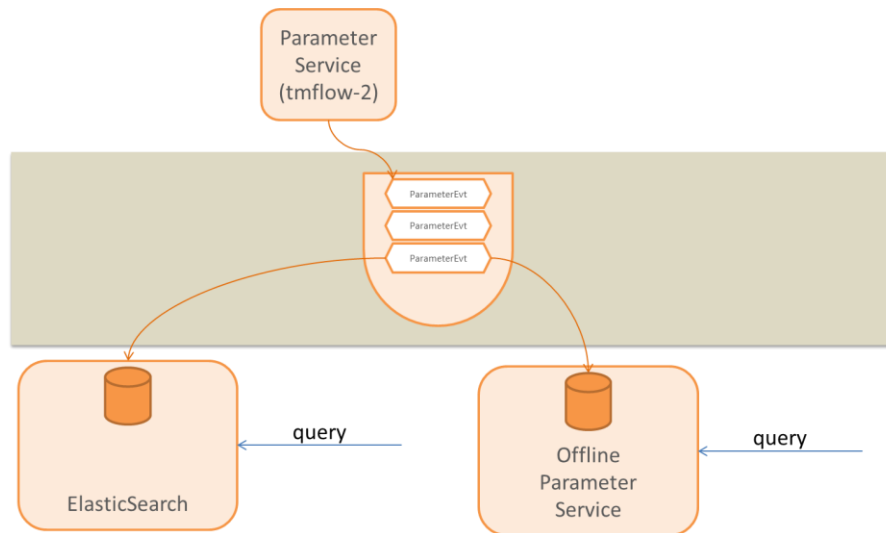 Parameter
Service
(tmflow-2)
ParameterEvt
ParameterEvt
ParameterEvt
query
ElasticSearch
query
Offline
Parameter
Service